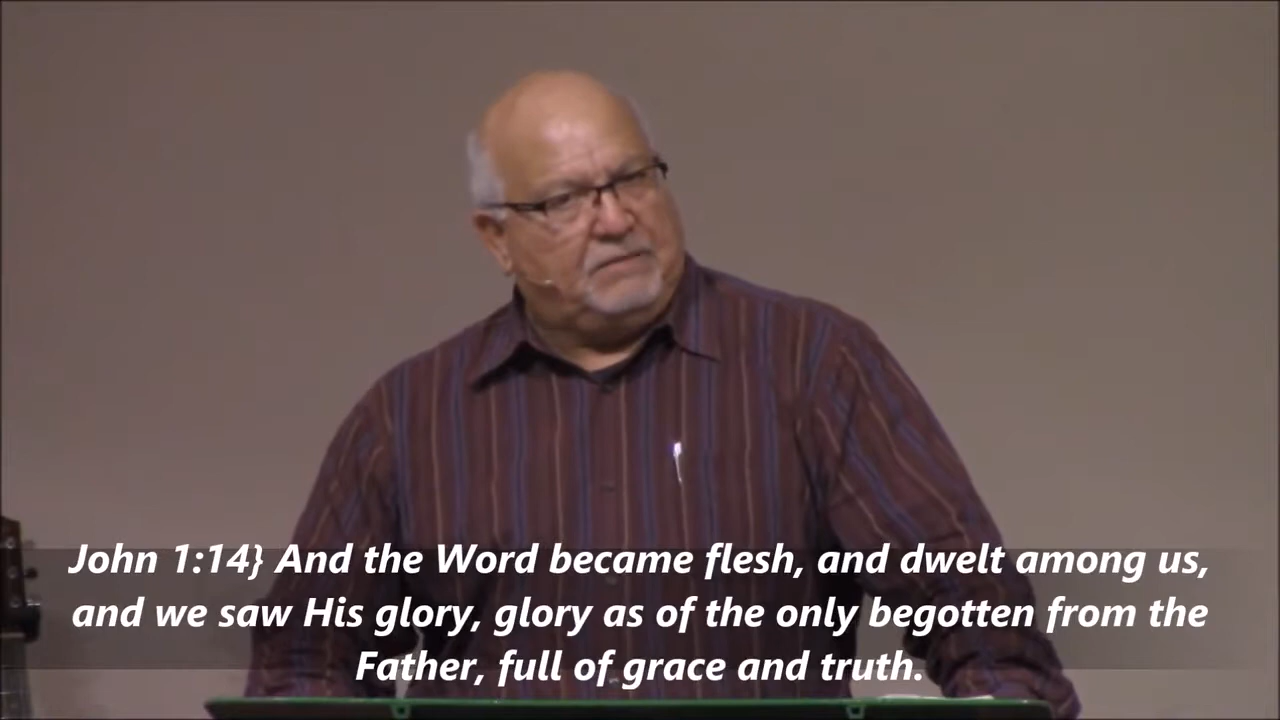 John 1:14} And the Word became flesh, and dwelt among us,
and we saw His glory, glory as of the only begotten from the
Father, full of grace and truth.